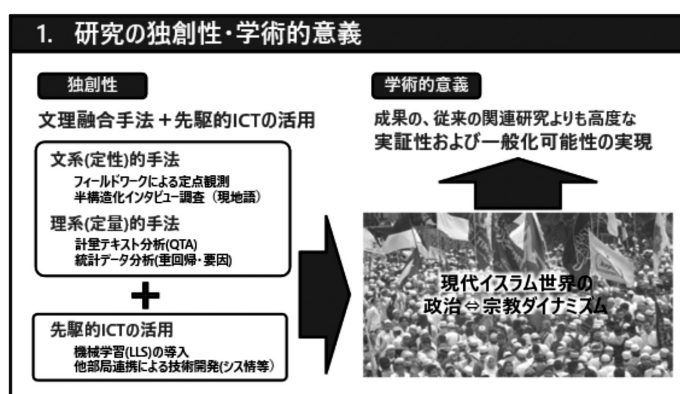 1. 研究の独創性・学術的意義
独創性
文理融合手法＋先駆的ICTの活用
文系(定性)的手法
フィールドワークによる定点観測
半構造化インタビュー調査（現地語）
理系(定量)的手法
計量テキスト分析(QTA)
統計データ分析(重回帰・要因)
+
先駆的ICTの活用
機械学習(LLS)の導入
他部局連携による技術開発(シス情等)
学術的意義
成果の、従来の関連研究よりも高度な
実証性および一般化可能性の実現
現代イスラム世界の
政治⇔宗教ダイナミズム